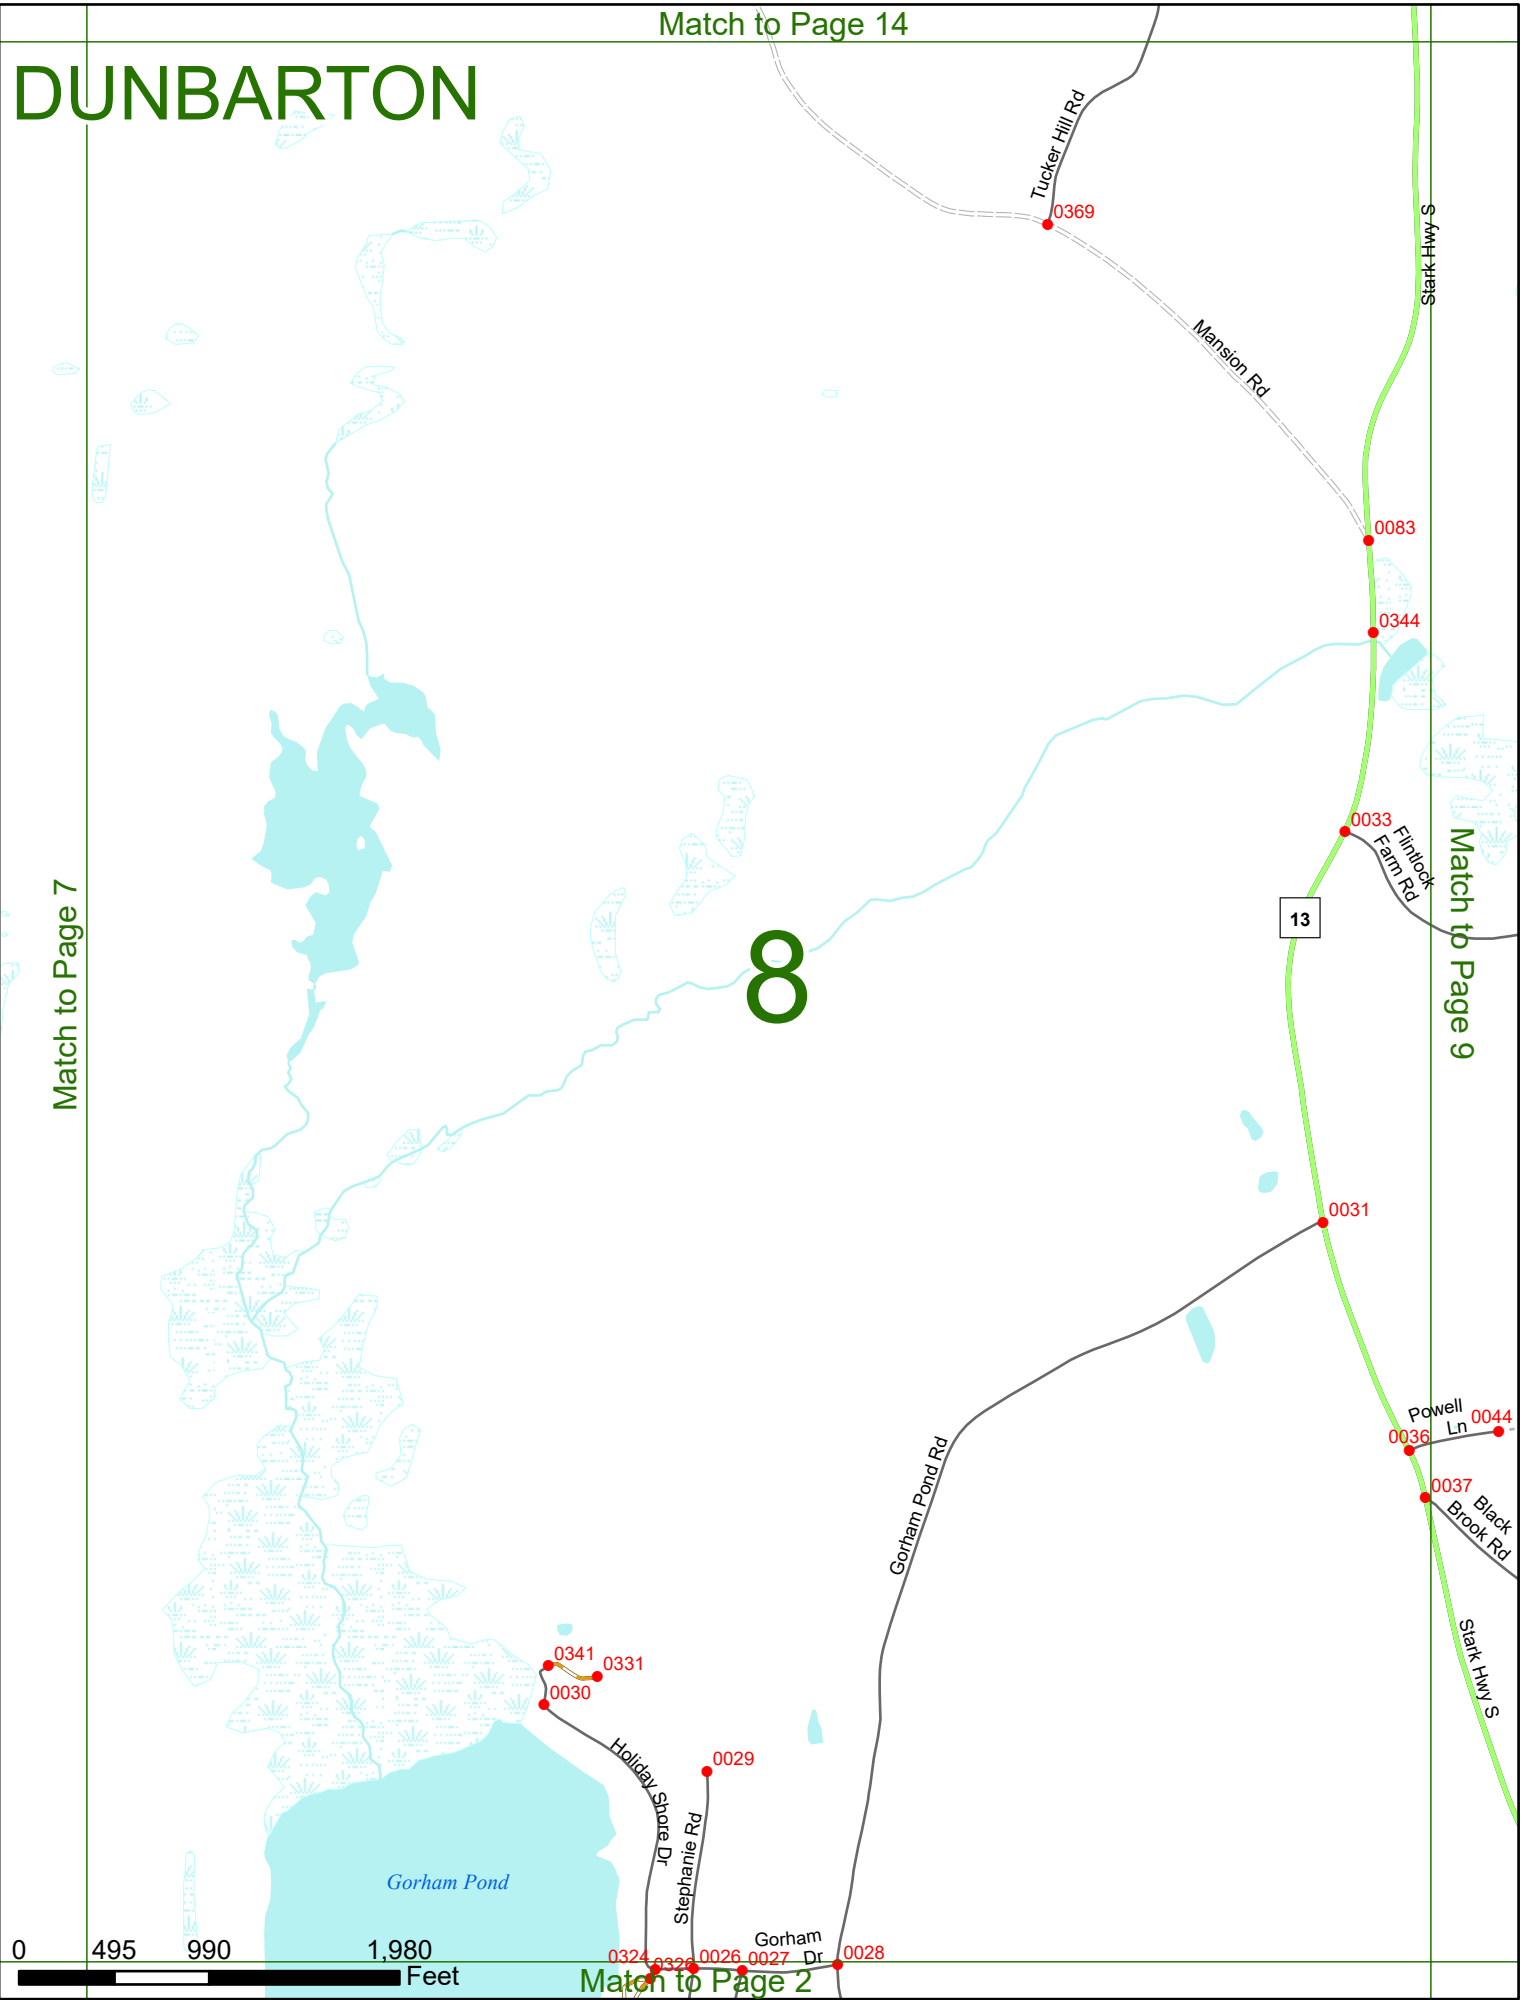 Match to Page 14
DUNBARTON
Tucker Hill Rd
0369
Stark Hwy S
Mansion Rd
0083
0344
0033
Flintlock
Farm Rd
13
Match to Page 7
8
Match to Page 9
0031
Powell
Ln
0044
0036
0037
Black
Brook Rd
Gorham Pond Rd
Stark Hwy S
0341
0331
0030
0029
Holiday Shore Dr
Stephanie Rd
Gorham Pond
Gorham
Dr
0324
0326
0026
0027
0028
0 495 990 1,980
Feet
Match to Page 2